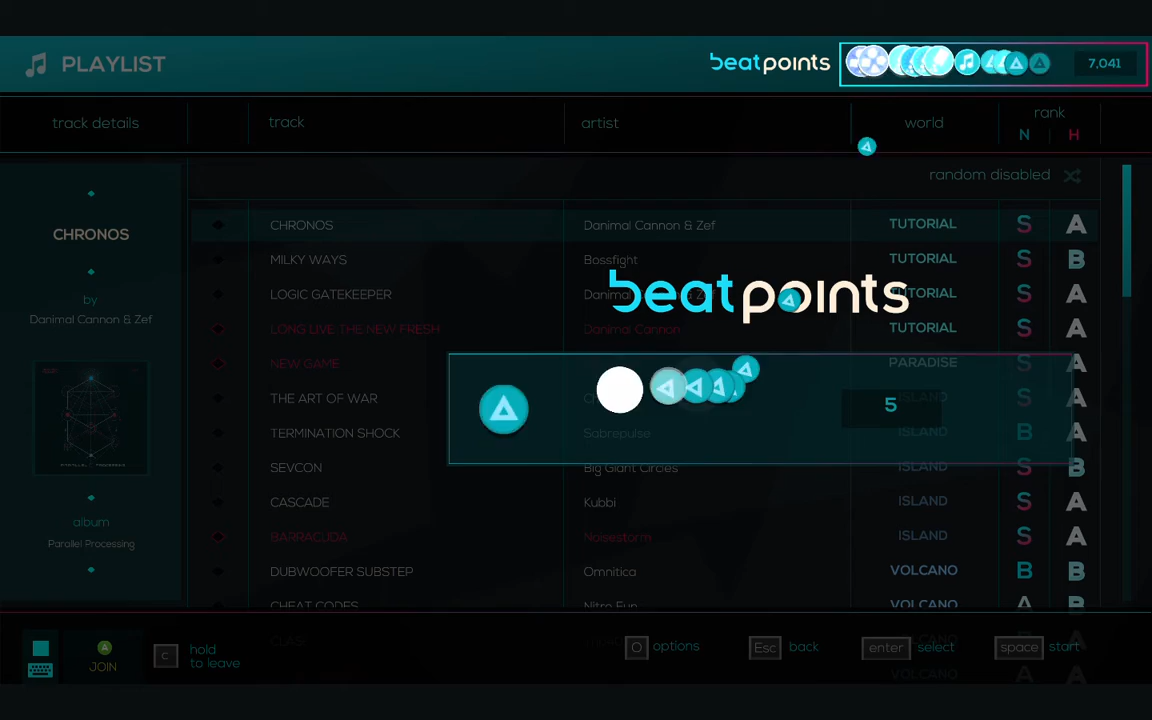 PLAYLIST
beatpoints
7,041
track details
track
artist
world
rank
N H
random disabled
CHRONOS
by
Danimal Cannon & Zef
album
Parallel Processing
CHRONOS Danimal Cannon & Zef TUTORIAL S A
MILKY WAYS Bossfight TUTORIAL S B
LOGIC GATEKEEPER TUTORIAL S A
LONG LIVE THE NEW FRESH Danimal Cannon TUTORIAL S A
NEW GAME PARADISE S A
THE ART OF WAR ISLAND S A
TERMINATION SHOCK Sabrepulse ISLAND B A
SEVCON Big Giant Circles ISLAND S B
CASCADE Kubbi ISLAND S A
BARRACUDA Noisestorm ISLAND S A
DUBWOOFER SUBSTEP Omnitica VOLCANO B B
CHEAT CODES Nitro Fun VOLCANO A B
beatpoints
5
JOIN
A
C
hold
to leave
O options
Esc back
enter select
space start
VOLCANO